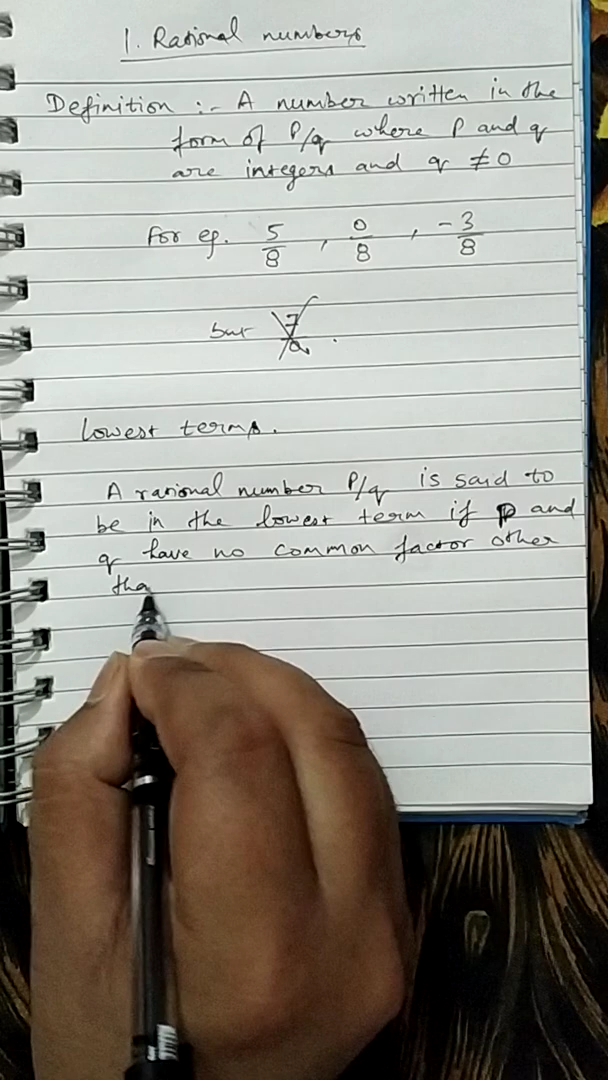 1. Rational numbers
Definition :- A number written in the
form of P/q where P and q
are integers and q ≠ 0
For eg. 5/8 , 0/8 , -3/8
but 7/0 .
lowest terms.
A rational number P/q is said to
be in the lowest term if p and
q have no common factor other
tha